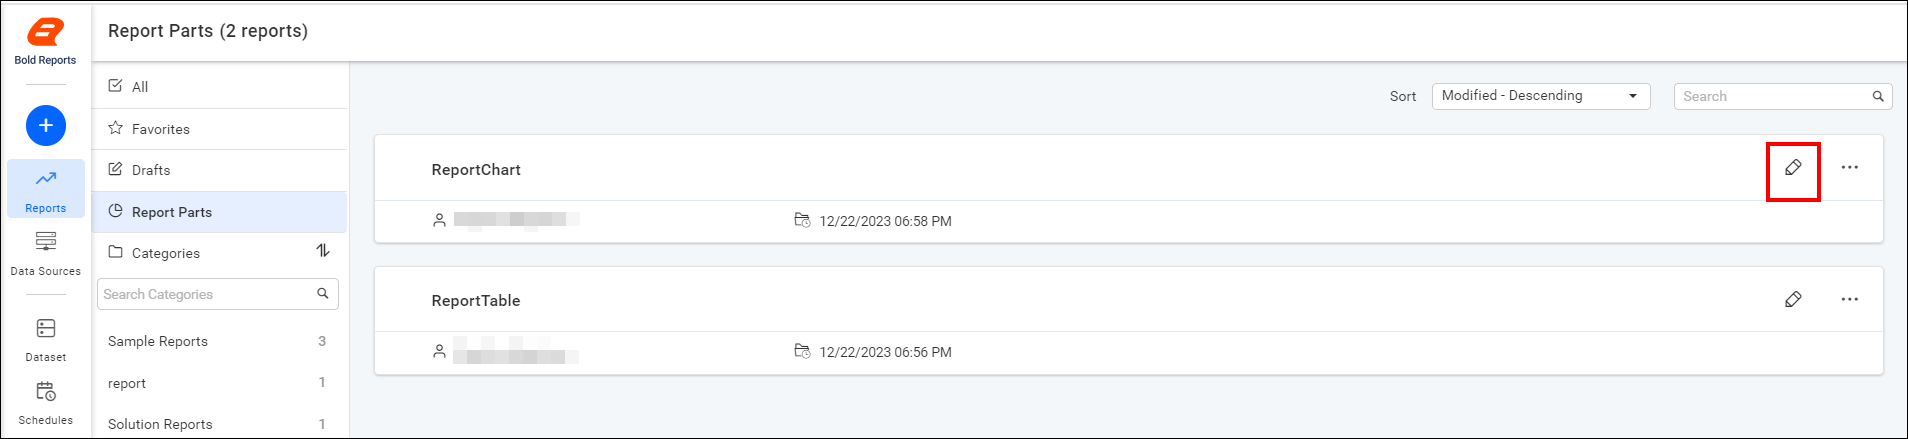 Bold Reports
Reports
Data Sources
Dataset
Schedules
Report Parts (2 reports)
All
Favorites
Drafts
Report Parts
Categories
Search Categories
Sample Reports 3
report 1
Solution Reports 1
Sort Modified - Descending Search
ReportChart
12/22/2023 06:58 PM
ReportTable
12/22/2023 06:56 PM